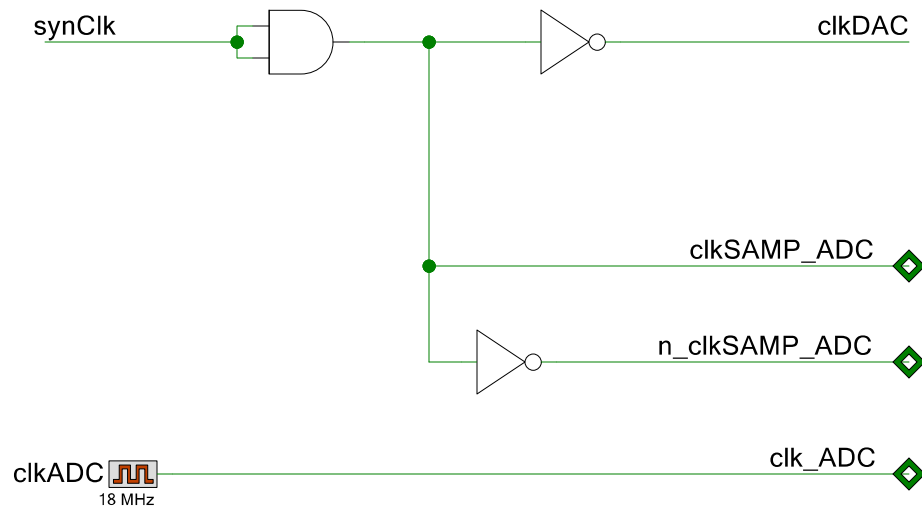 synClk
clkDAC
clkSAMP_ADC
n_clkSAMP_ADC
clkADC
clk_ADC
18 MHz